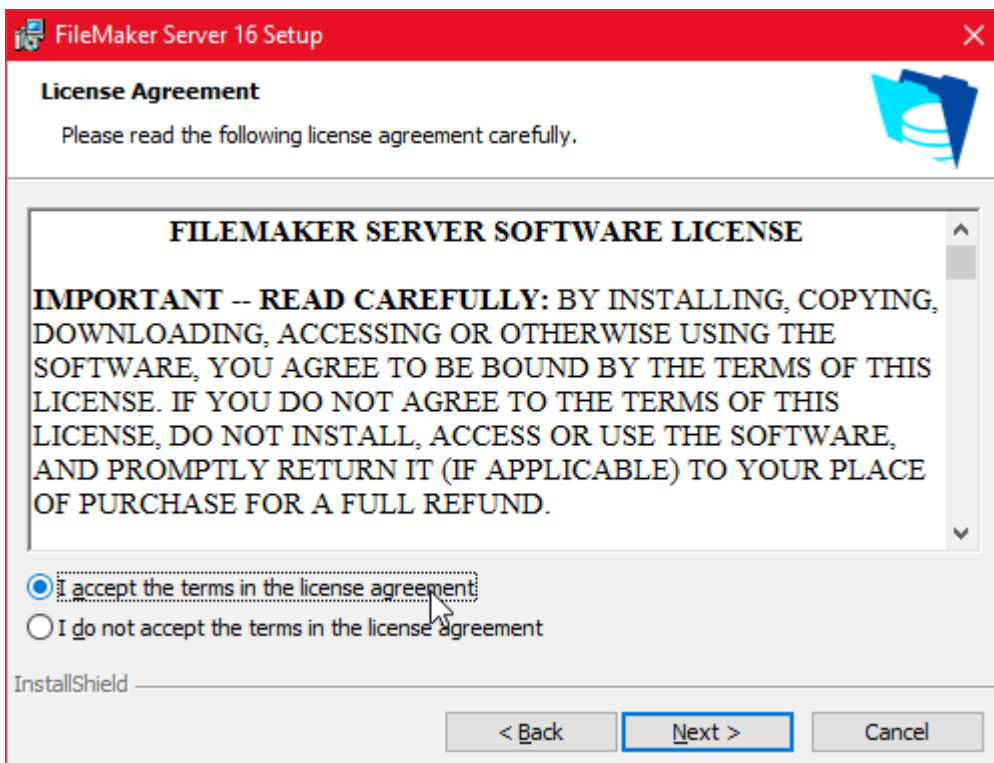 FileMaker Server 16 Setup
License Agreement
Please read the following license agreement carefully.
FILEMAKER SERVER SOFTWARE LICENSE
IMPORTANT -- READ CAREFULLY: BY INSTALLING, COPYING,
DOWNLOADING, ACCESSING OR OTHERWISE USING THE
SOFTWARE, YOU AGREE TO BE BOUND BY THE TERMS OF THIS
LICENSE. IF YOU DO NOT AGREE TO THE TERMS OF THIS
LICENSE, DO NOT INSTALL, ACCESS OR USE THE SOFTWARE,
AND PROMPTLY RETURN IT (IF APPLICABLE) TO YOUR PLACE
OF PURCHASE FOR A FULL REFUND.
I accept the terms in the license agreement
I do not accept the terms in the license agreement
InstallShield
< Back
Next >
Cancel